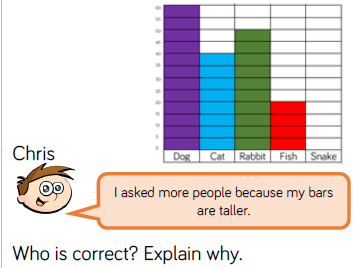 Dog Cat Rabbit Fish Snake
Chris
I asked more people because my bars
are taller.
Who is correct? Explain why.